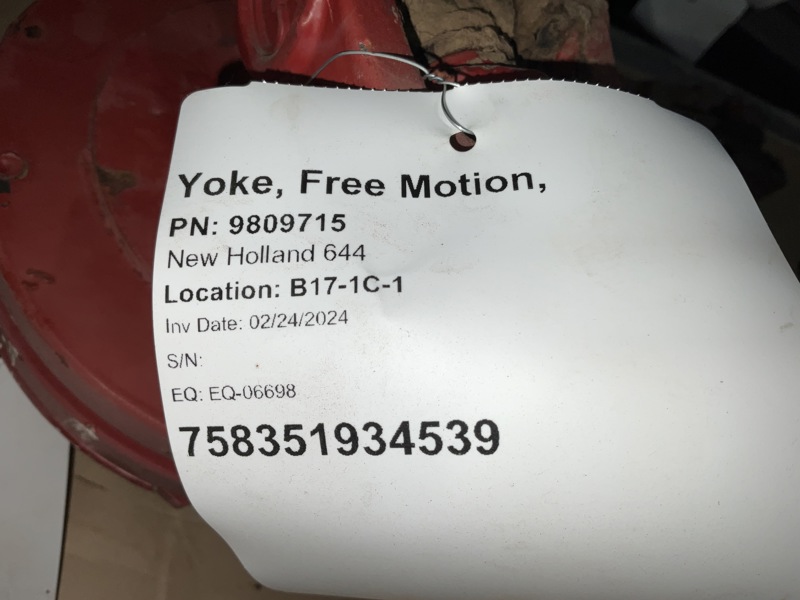 Yoke, Free Motion,
PN: 9809715
New Holland 644
Location: B17-1C-1
Inv Date: 02/24/2024
S/N:
EQ: EQ-06698
758351934539